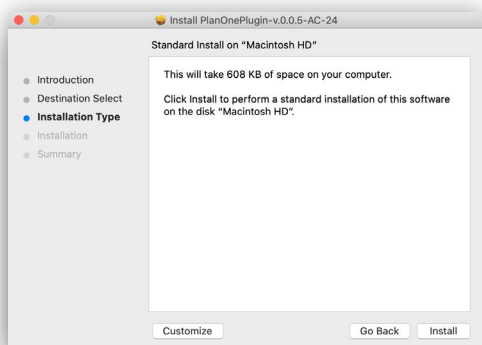 Install PlanOnePlugin-v.0.0.5-AC-24
Standard Install on “Macintosh HD”
Introduction
Destination Select
Installation Type
Installation
Summary
This will take 608 KB of space on your computer.
Click Install to perform a standard installation of this software
on the disk “Macintosh HD”.
Customize
Go Back
Install